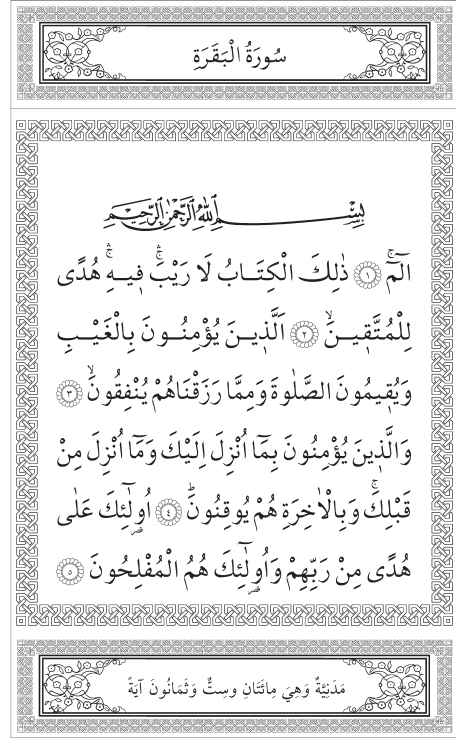 سُورَةُ الْبَقَرَةِ
بِسْمِ اللّٰهِ الرَّحْمٰنِ الرَّحِيمِ
الٓمٓۚ ﴿١﴾ ذٰلِكَ الْكِتَابُ لَا رَيْبَۚۛ فِيهِۚۛ هُدًى
لِلْمُتَّقِينَۙ ﴿٢﴾ اَلَّذِينَ يُؤْمِنُونَ بِالْغَيْبِ
وَيُقِيمُونَ الصَّلٰوةَ وَمِمَّا رَزَقْنَاهُمْ يُنْفِقُونَۙ ﴿٣﴾
وَالَّذِينَ يُؤْمِنُونَ بِمَٓا اُنْزِلَ اِلَيْكَ وَمَٓا اُنْزِلَ مِنْ
قَبْلِكَۚ وَبِالْاٰخِرَةِ هُمْ يُوقِنُونَۜ ﴿٤﴾ اُولٰٓئِكَ عَلٰى
هُدًى مِنْ رَبِّهِمْ وَاُولٰٓئِكَ هُمُ الْمُفْلِحُونَ ﴿٥﴾
مَدَنِيَّةٌ وَهِيَ مِائَتَانِ وسِتٌّ وَثَمَانُونَ آيَةً